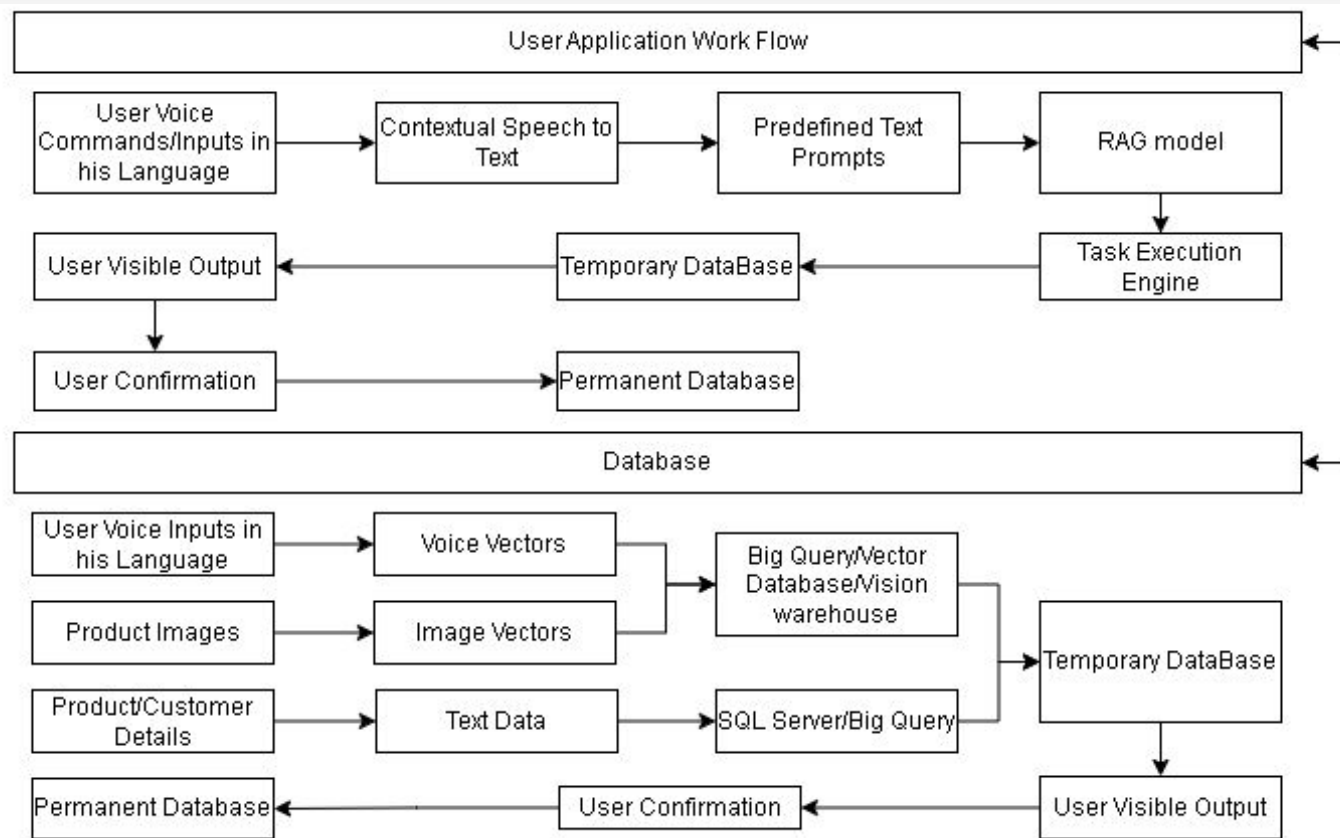 User Application Work Flow
User Voice
Commands/Inputs in
his Language
Contextual Speech to
Text
Predefined Text
Prompts
RAG model
User Visible Output
Temporary DataBase
Task Execution
Engine
User Confirmation
Permanent Database
Database
User Voice Inputs in
his Language
Voice Vectors
Big Query/Vector
Database/Vision
warehouse
Product Images
Image Vectors
Temporary DataBase
Product/Customer
Details
Text Data
SQL Server/Big Query
Permanent Database
User Confirmation
User Visible Output